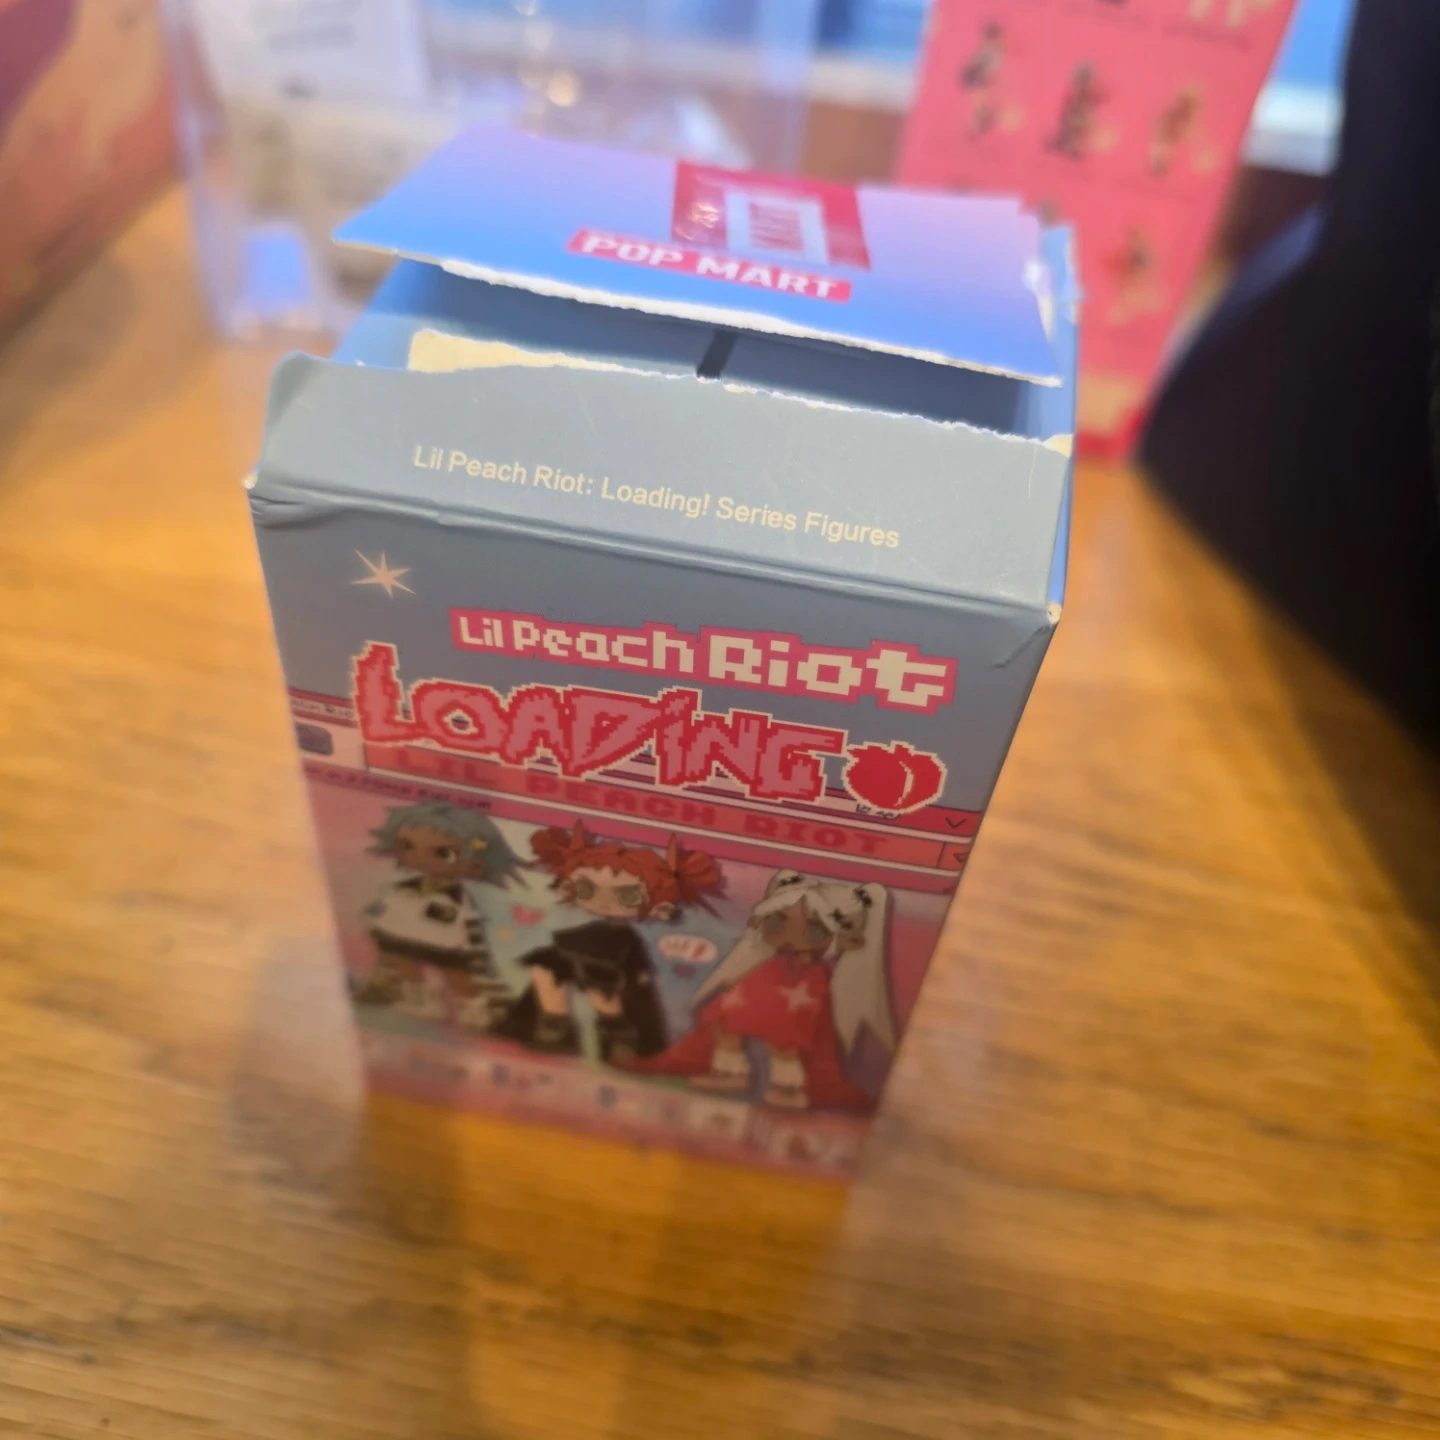 POP MART
Lil Peach Riot: Loading! Series Figures
Lil Peach Riot
LOADING
LIL PEACH RIOT